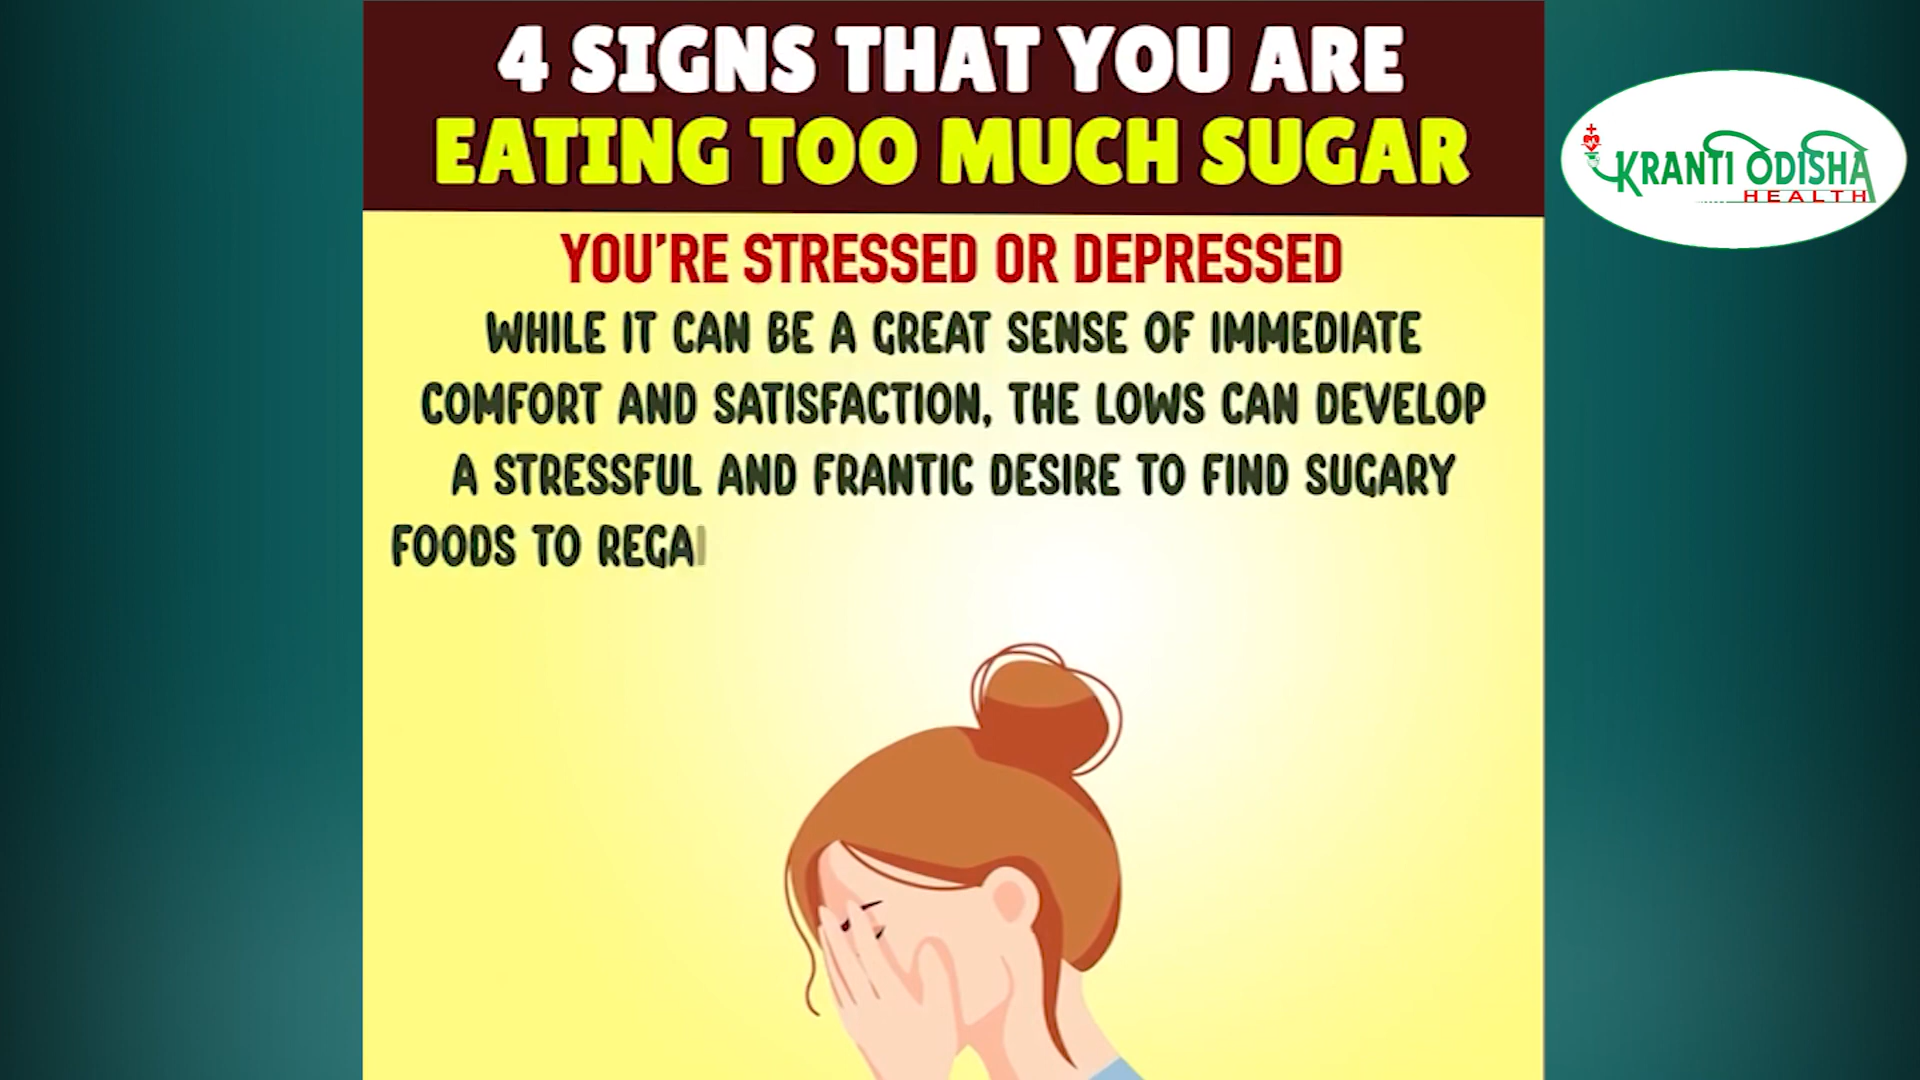 4 SIGNS THAT YOU ARE
EATING TOO MUCH SUGAR
KRANTI ODISHA
HEALTH
YOU'RE STRESSED OR DEPRESSED
WHILE IT CAN BE A GREAT SENSE OF IMMEDIATE
COMFORT AND SATISFACTION, THE LOWS CAN DEVELOP
A STRESSFUL AND FRANTIC DESIRE TO FIND SUGARY
FOODS TO REGAI